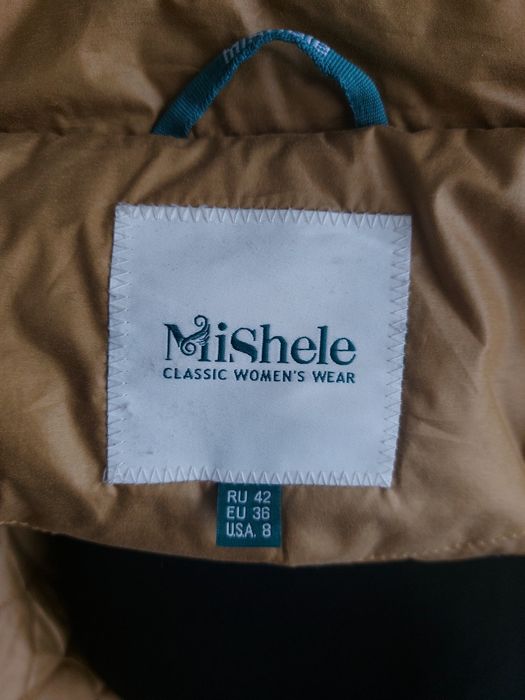 MiShele
CLASSIC WOMEN'S WEAR
RU 42
EU 36
U.S.A. 8